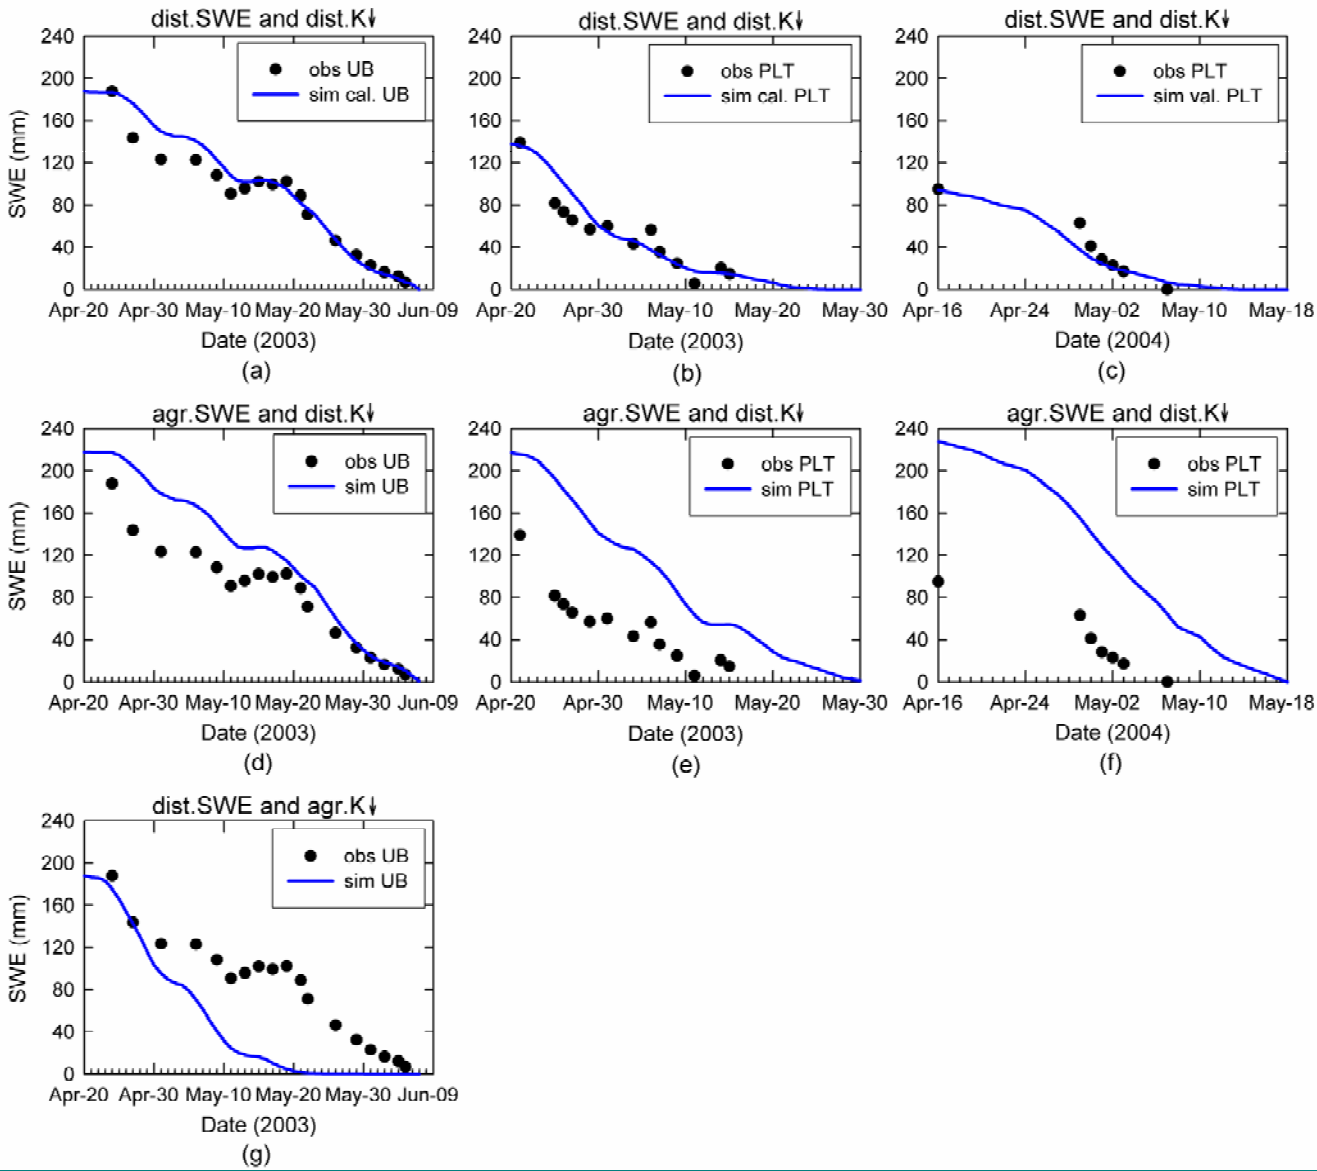 dist.SWE and dist.K↓
240
200
160
120
80
40
0
SWE (mm)
obs UB
sim cal. UB
Apr-20 Apr-30 May-10 May-20 May-30 Jun-09
Date (2003)
(a)
dist.SWE and dist.K↓
240
200
160
120
80
40
0
obs PLT
sim cal. PLT
Apr-20 Apr-30 May-10 May-20 May-30
Date (2003)
(b)
dist.SWE and dist.K↓
240
200
160
120
80
40
0
obs PLT
sim val. PLT
Apr-16 Apr-24 May-02 May-10 May-18
Date (2004)
(c)
agr.SWE and dist.K↓
240
200
160
120
80
40
0
SWE (mm)
obs UB
sim UB
Apr-20 Apr-30 May-10 May-20 May-30 Jun-09
Date (2003)
(d)
agr.SWE and dist.K↓
240
200
160
120
80
40
0
obs PLT
sim PLT
Apr-20 Apr-30 May-10 May-20 May-30
Date (2003)
(e)
agr.SWE and dist.K↓
240
200
160
120
80
40
0
obs PLT
sim PLT
Apr-16 Apr-24 May-02 May-10 May-18
Date (2004)
(f)
dist.SWE and agr.K↓
240
200
160
120
80
40
0
SWE (mm)
obs UB
sim UB
Apr-20 Apr-30 May-10 May-20 May-30 Jun-09
Date (2003)
(g)